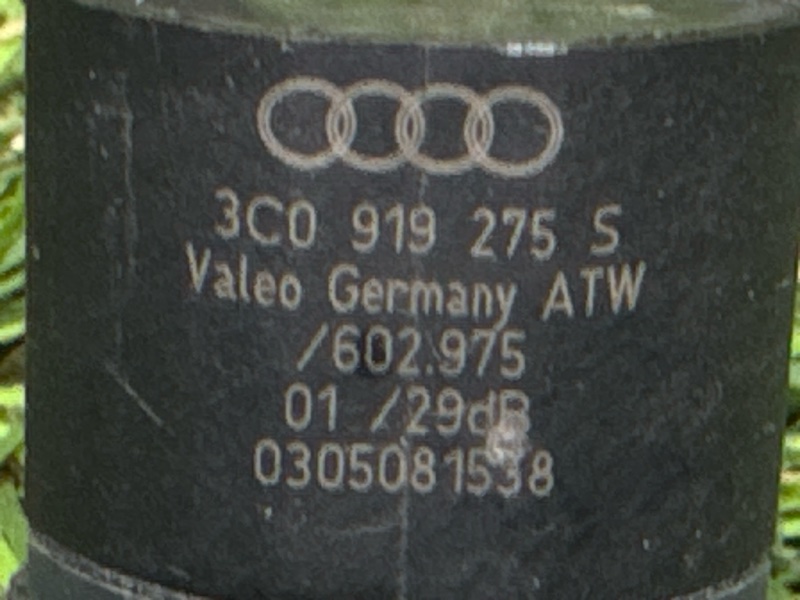 3C0 919 275 S
Valeo Germany ATW
/602.975
01 /29dB
0305081538